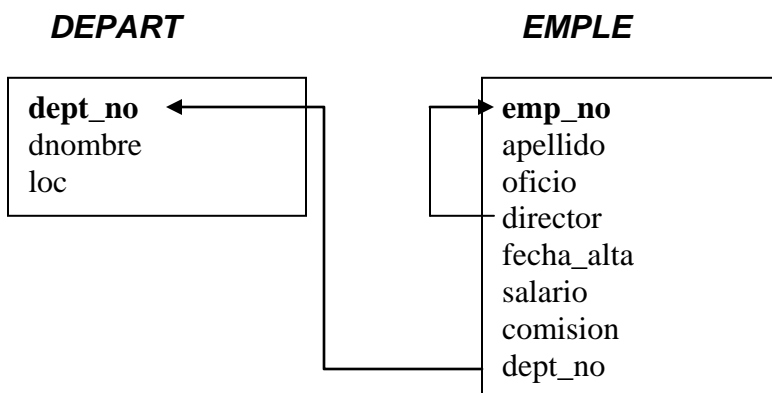 DEPART
dept_no
dnombre
loc
EMPLE
emp_no
apellido
oficio
director
fecha_alta
salario
comision
dept_no